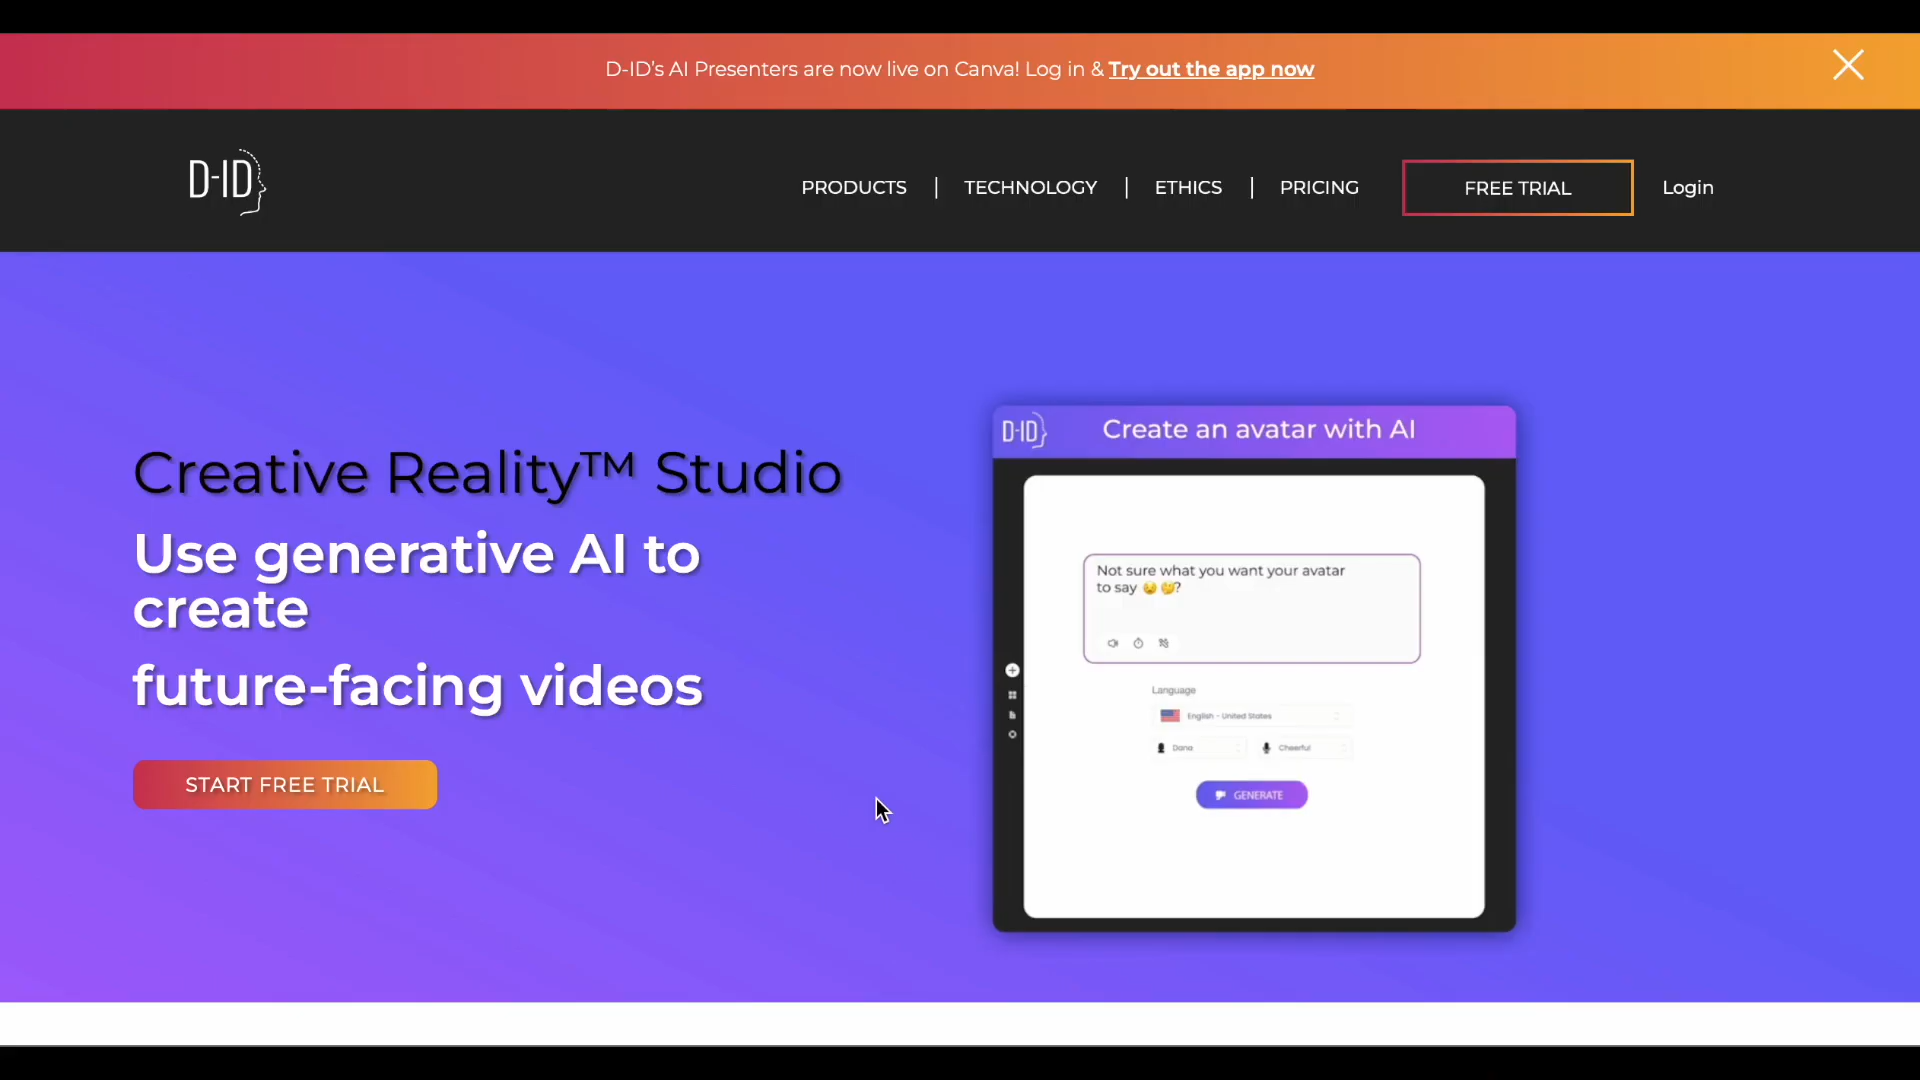 D-ID's AI Presenters are now live on Canva! Log in & Try out the app now
D-ID
PRODUCTS | TECHNOLOGY | ETHICS | PRICING
FREE TRIAL
Login
Creative Reality™ Studio
Use generative AI to
create
future-facing videos
START FREE TRIAL
D-ID
Create an avatar with AI
Not sure what you want your avatar
to say 😟🤔?
Language
English - United States
Dana
Cheerful
GENERATE